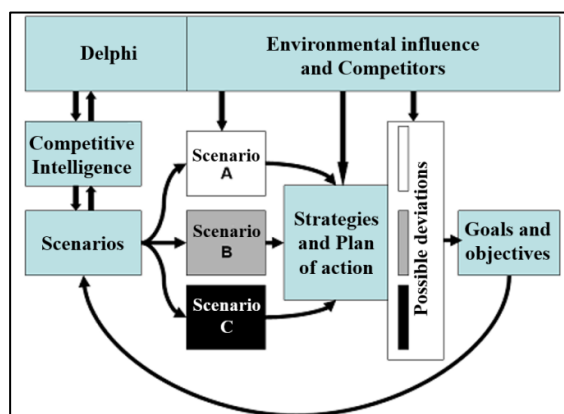 Delphi
Environmental influence
and Competitors
Competitive
Intelligence
Scenario
A
Scenarios
Scenario
B
Scenario
C
Strategies
and Plan
of action
Possible deviations
Goals and
objectives